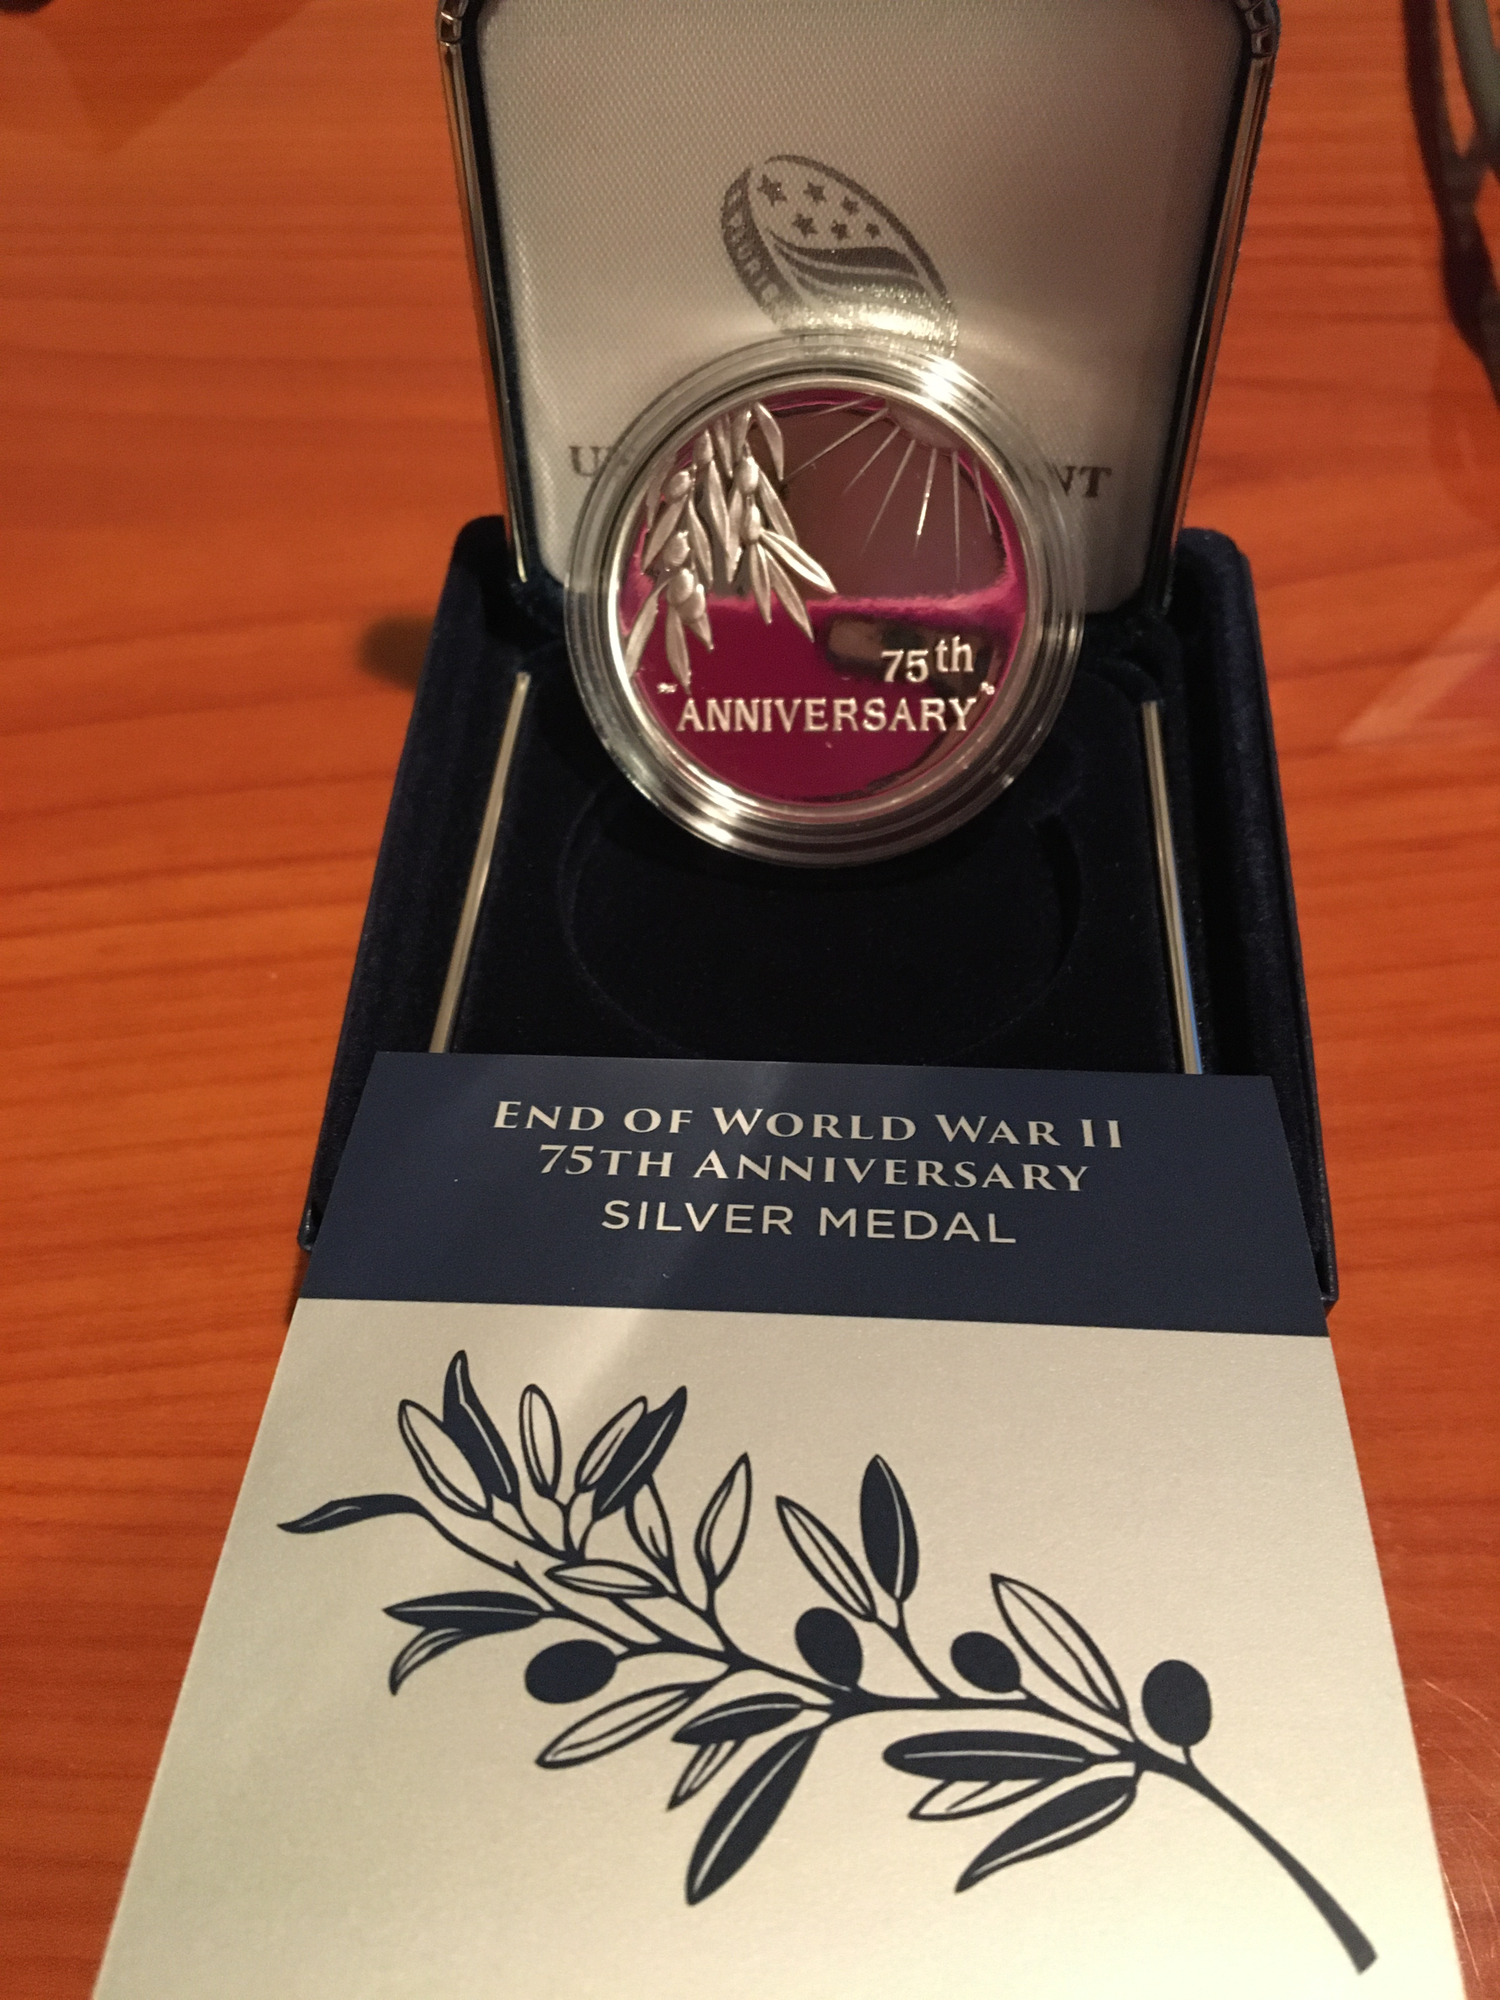 75th
ANNIVERSARY
END OF WORLD WAR II
75TH ANNIVERSARY
SILVER MEDAL